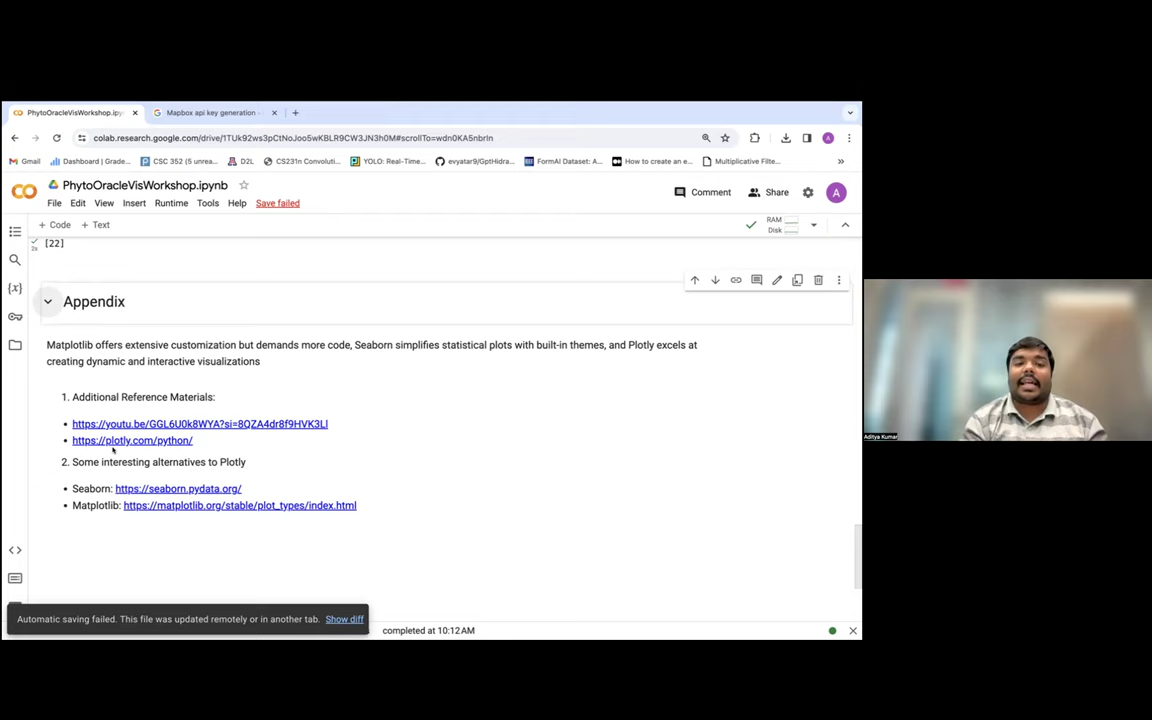 PhytoOracleVisWorkshop.ipy
Mapbox api key generation -
colab.research.google.com/drive/1TUk92ws3pCtNoJoo5wKBLR9CW3JN3h0M#scrollTo=wdn0KA5nbrIn
Gmail
Dashboard | Grade...
CSC 352 (5 unrea...
D2L
CS231n Convoluti...
YOLO: Real-Time...
evyatar9/GptHidra...
FormAI Dataset: A...
How to create an e...
Multiplicative Filte...
PhytoOracleVisWorkshop.ipynb
Comment
Share
A
File Edit View Insert Runtime Tools Help Save failed
+ Code + Text
RAM
Disk
[22]
2s
Appendix
Matplotlib offers extensive customization but demands more code, Seaborn simplifies statistical plots with built-in themes, and Plotly excels at
creating dynamic and interactive visualizations
1. Additional Reference Materials:
• https://youtu.be/GGL6U0k8WYA?si=8QZA4dr8f9HVK3LI
• https://plotly.com/python/
2. Some interesting alternatives to Plotly
• Seaborn: https://seaborn.pydata.org/
• Matplotlib: https://matplotlib.org/stable/plot_types/index.html
Automatic saving failed. This file was updated remotely or in another tab. Show diff
completed at 10:12 AM
Aditya Kumar